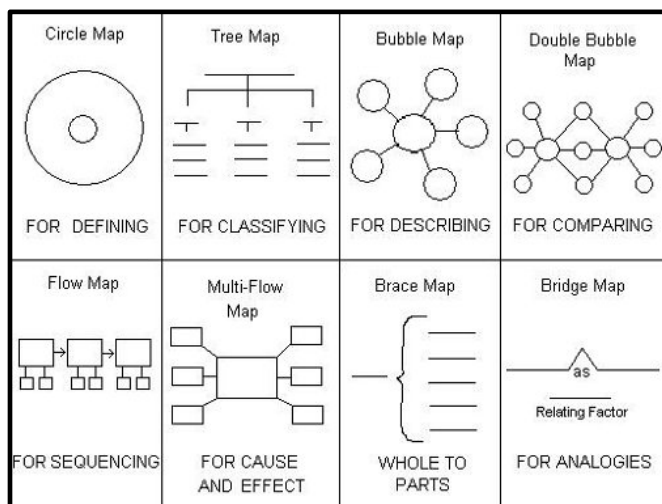 Circle Map
FOR DEFINING
Tree Map
FOR CLASSIFYING
Bubble Map
FOR DESCRIBING
Double Bubble
Map
FOR COMPARING
Flow Map
FOR SEQUENCING
Multi-Flow
Map
FOR CAUSE
AND EFFECT
Brace Map
WHOLE TO
PARTS
Bridge Map
as
Relating Factor
FOR ANALOGIES